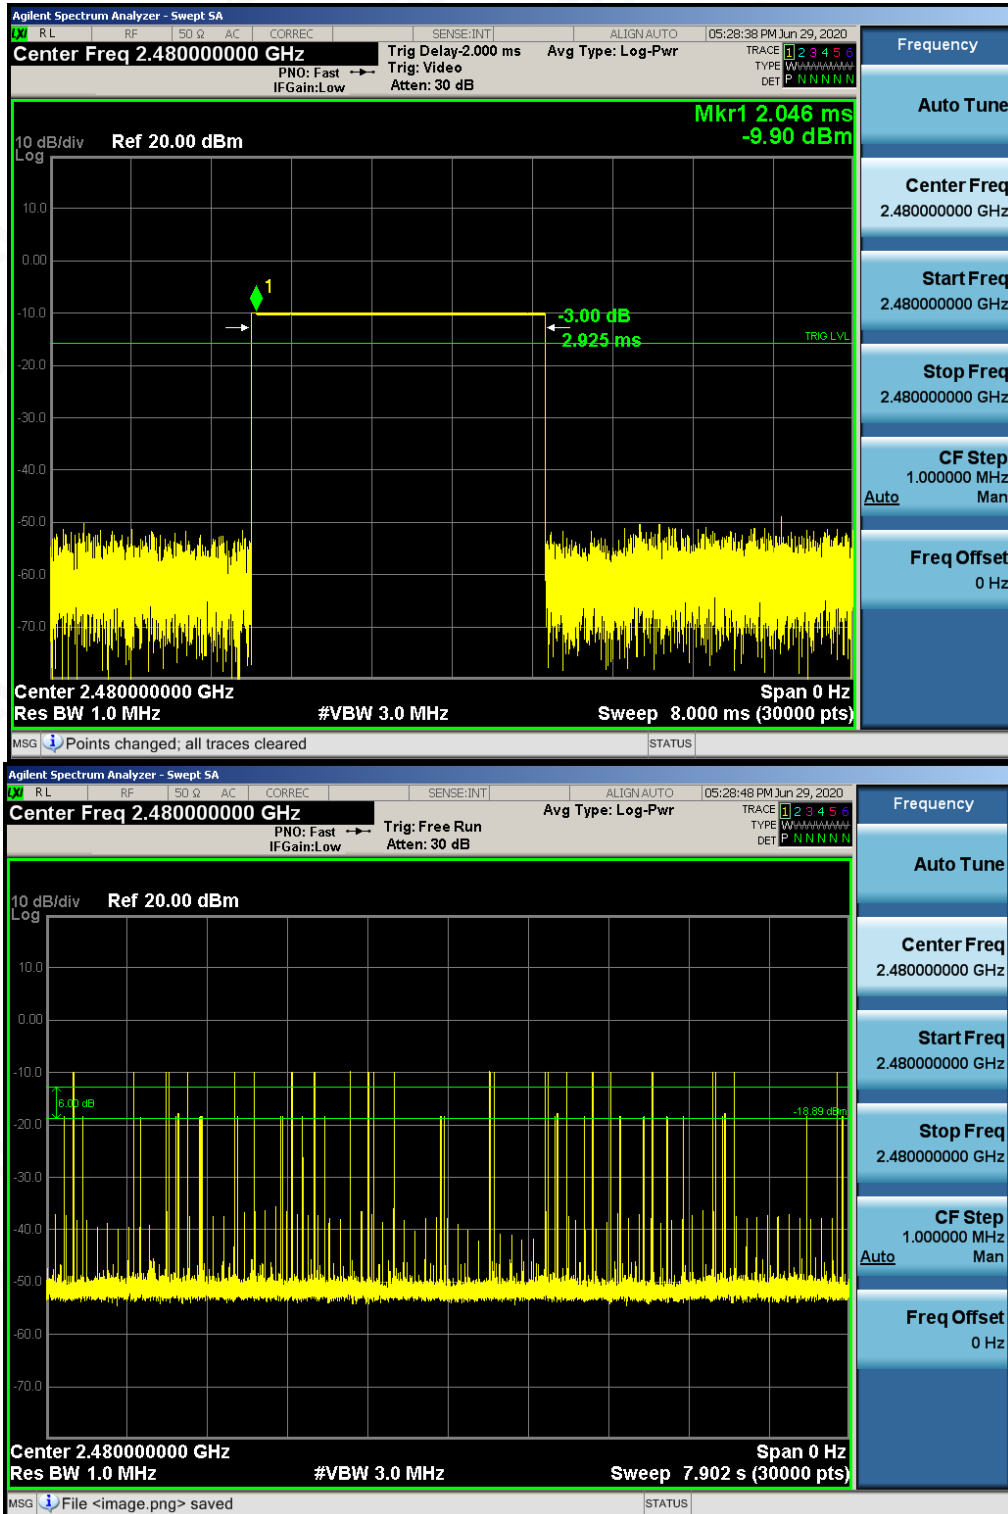 Agilent Spectrum Analyzer - Swept SA
LXI RL RF 50 Ω AC CORREC SENSE:INT ALIGN AUTO 05:28:38 PM Jun 29, 2020
Center Freq 2.480000000 GHz
PNO: Fast
IFGain:Low
Trig Delay-2.000 ms
Trig: Video
Atten: 30 dB
Avg Type: Log-Pwr
TRACE 1 2 3 4 5 6
TYPE WWWWWW
DET P N N N N N
Mkr1 2.046 ms
-9.90 dBm
10 dB/div Ref 20.00 dBm
Log
10.0
0.00
-10.0
-20.0
-30.0
-40.0
-50.0
-60.0
-70.0
1
-3.00 dB
2.925 ms
TRIG LVL
Center 2.480000000 GHz Span 0 Hz
Res BW 1.0 MHz #VBW 3.0 MHz Sweep 8.000 ms (30000 pts)
MSG Points changed; all traces cleared STATUS
Frequency
Auto Tune
Center Freq
2.480000000 GHz
Start Freq
2.480000000 GHz
Stop Freq
2.480000000 GHz
CF Step
1.000000 MHz
Auto Man
Freq Offset
0 Hz
Agilent Spectrum Analyzer - Swept SA
LXI RL RF 50 Ω AC CORREC SENSE:INT ALIGN AUTO 05:28:48 PM Jun 29, 2020
Center Freq 2.480000000 GHz
PNO: Fast
IFGain:Low
Trig: Free Run
Atten: 30 dB
Avg Type: Log-Pwr
TRACE 1 2 3 4 5 6
TYPE WWWWWW
DET P N N N N N
10 dB/div Ref 20.00 dBm
Log
10.0
0.00
-10.0
-20.0
-30.0
-40.0
-50.0
-60.0
-70.0
6.00 dB
-18.89 dBm
Center 2.480000000 GHz Span 0 Hz
Res BW 1.0 MHz #VBW 3.0 MHz Sweep 7.902 s (30000 pts)
MSG File <image.png> saved STATUS
Frequency
Auto Tune
Center Freq
2.480000000 GHz
Start Freq
2.480000000 GHz
Stop Freq
2.480000000 GHz
CF Step
1.000000 MHz
Auto Man
Freq Offset
0 Hz